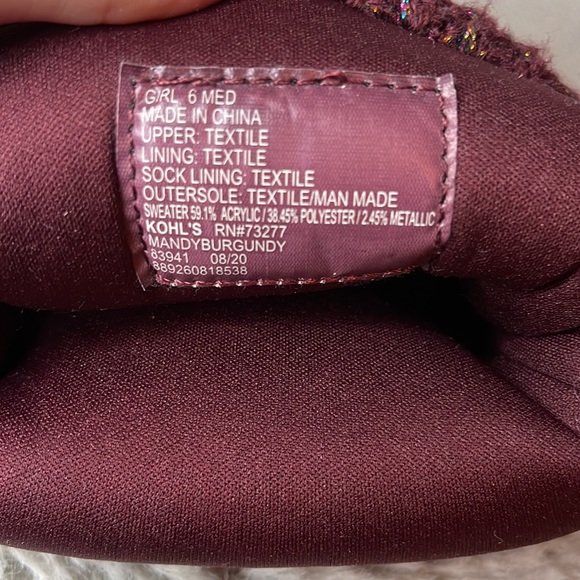 GIRL 6 MED
MADE IN CHINA
UPPER: TEXTILE
LINING: TEXTILE
SOCK LINING: TEXTILE
OUTERSOLE: TEXTILE/MAN MADE
SWEATER 59.1% ACRYLIC / 38.45% POLYESTER / 2.45% METALLIC
KOHL'S RN#73277
MANDYBURGUNDY
83941 08/20
889260818538